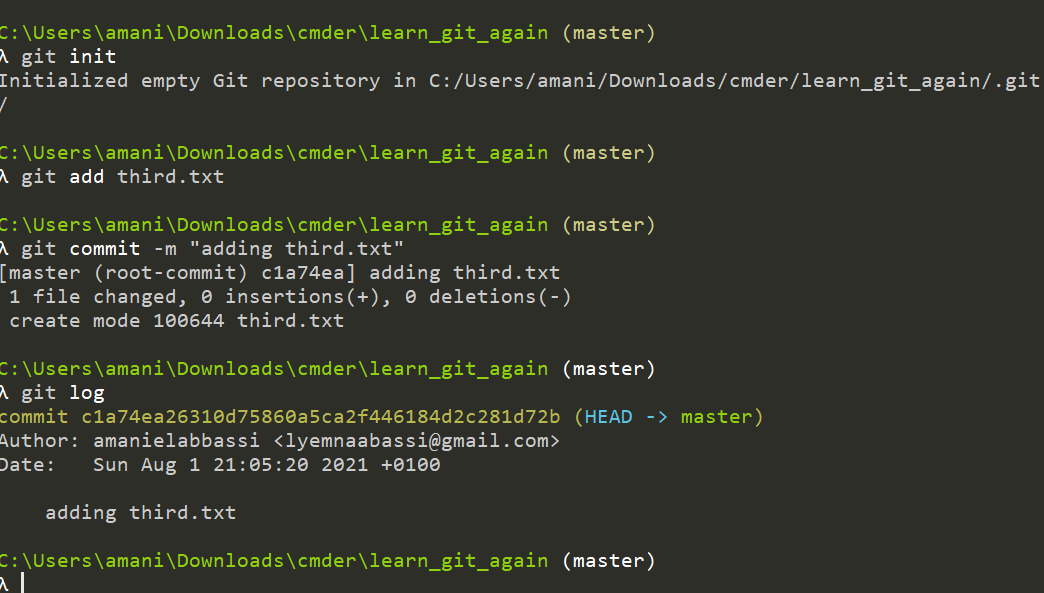 C:\Users\amani\Downloads\cmder\learn_git_again (master)
λ git init
Initialized empty Git repository in C:/Users/amani/Downloads/cmder/learn_git_again/.git
/
C:\Users\amani\Downloads\cmder\learn_git_again (master)
λ git add third.txt
C:\Users\amani\Downloads\cmder\learn_git_again (master)
λ git commit -m "adding third.txt"
[master (root-commit) c1a74ea] adding third.txt
 1 file changed, 0 insertions(+), 0 deletions(-)
 create mode 100644 third.txt
C:\Users\amani\Downloads\cmder\learn_git_again (master)
λ git log
commit c1a74ea26310d75860a5ca2f446184d2c281d72b (HEAD -> master)
Author: amanielabbassi <lyemnaabassi@gmail.com>
Date:   Sun Aug 1 21:05:20 2021 +0100
    adding third.txt
C:\Users\amani\Downloads\cmder\learn_git_again (master)
λ